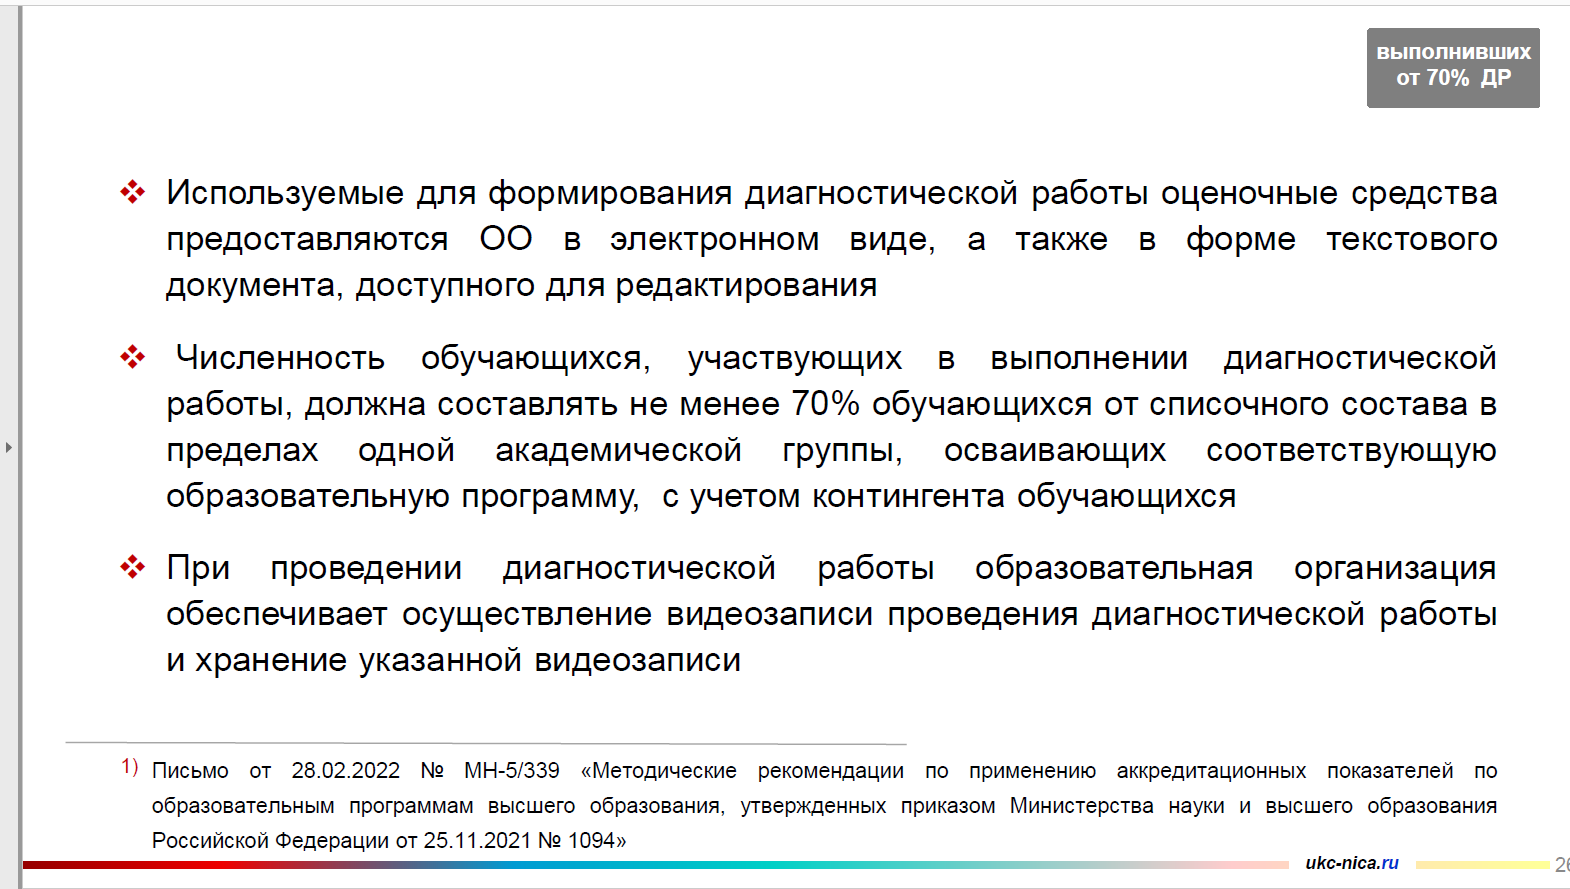 выполнивших
от 70% ДР
Используемые для формирования диагностической работы оценочные средства
предоставляются ОО в электронном виде, а также в форме текстового
документа, доступного для редактирования
Численность обучающихся, участвующих в выполнении диагностической
работы, должна составлять не менее 70% обучающихся от списочного состава в
пределах одной академической группы, осваивающих соответствующую
образовательную программу, с учетом контингента обучающихся
При проведении диагностической работы образовательная организация
обеспечивает осуществление видеозаписи проведения диагностической работы
и хранение указанной видеозаписи
1) Письмо от 28.02.2022 № МН-5/339 «Методические рекомендации по применению аккредитационных показателей по
образовательным программам высшего образования, утвержденных приказом Министерства науки и высшего образования
Российской Федерации от 25.11.2021 № 1094»
ukc-nica.ru